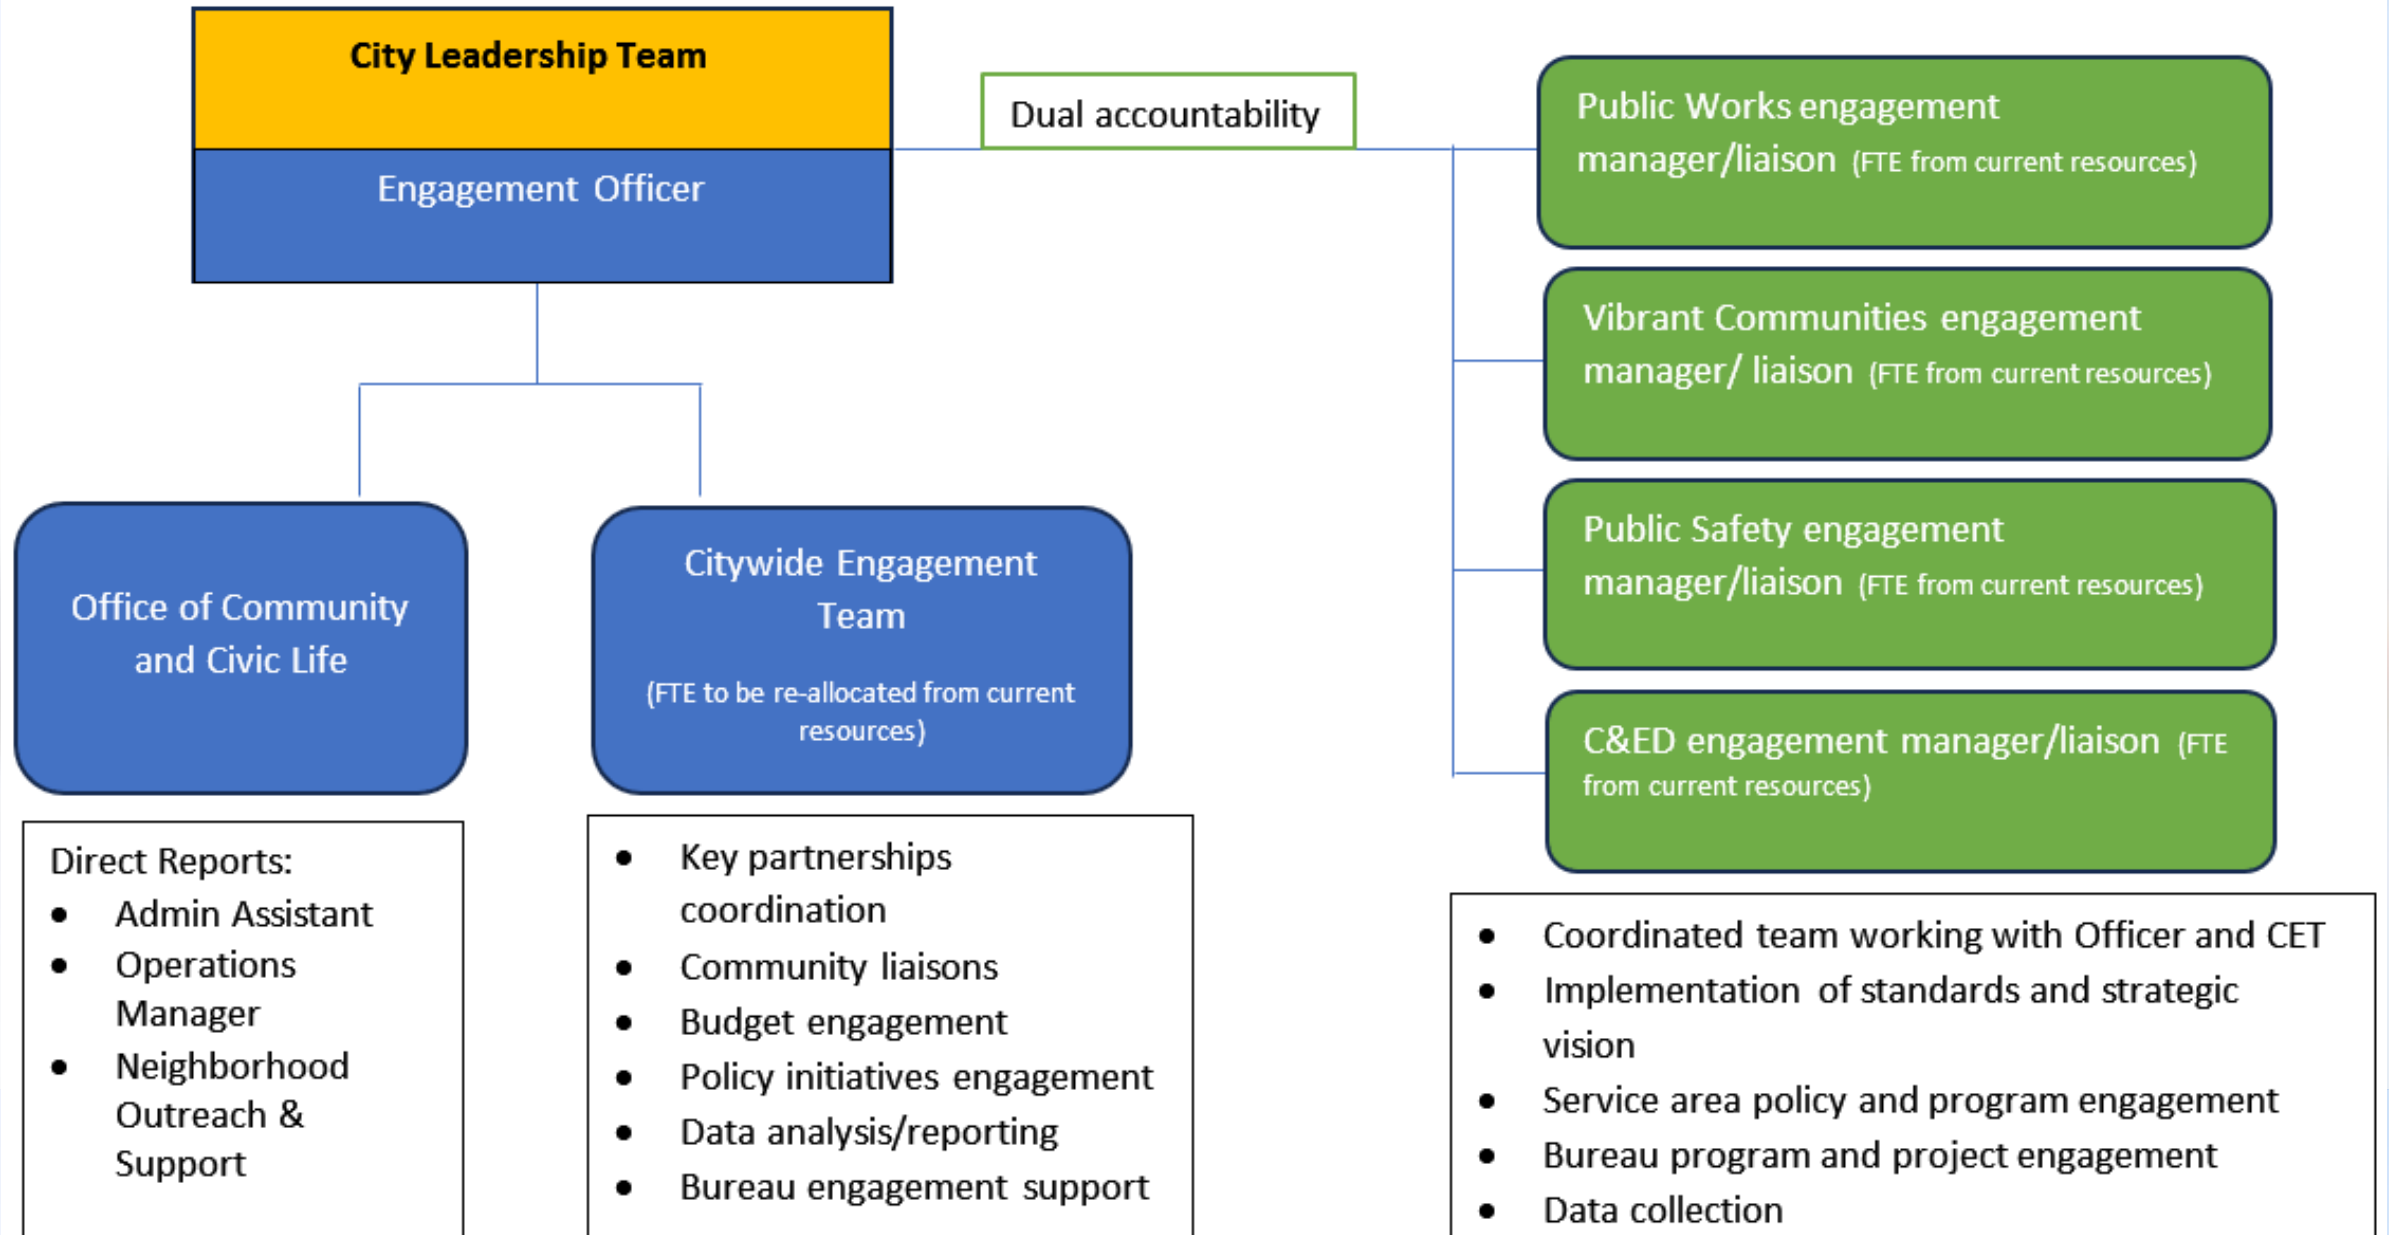 City Leadership Team
Engagement Officer
Dual accountability
Public Works engagement
manager/liaison (FTE from current resources)
Vibrant Communities engagement
manager/ liaison (FTE from current resources)
Public Safety engagement
manager/liaison (FTE from current resources)
C&ED engagement manager/liaison (FTE
from current resources)
Office of Community
and Civic Life
Citywide Engagement
Team
(FTE to be re-allocated from current
resources)
Direct Reports:
• Admin Assistant
• Operations
Manager
• Neighborhood
Outreach &
Support
• Key partnerships
coordination
• Community liaisons
• Budget engagement
• Policy initiatives engagement
• Data analysis/reporting
• Bureau engagement support
• Coordinated team working with Officer and CET
• Implementation of standards and strategic
vision
• Service area policy and program engagement
• Bureau program and project engagement
• Data collection